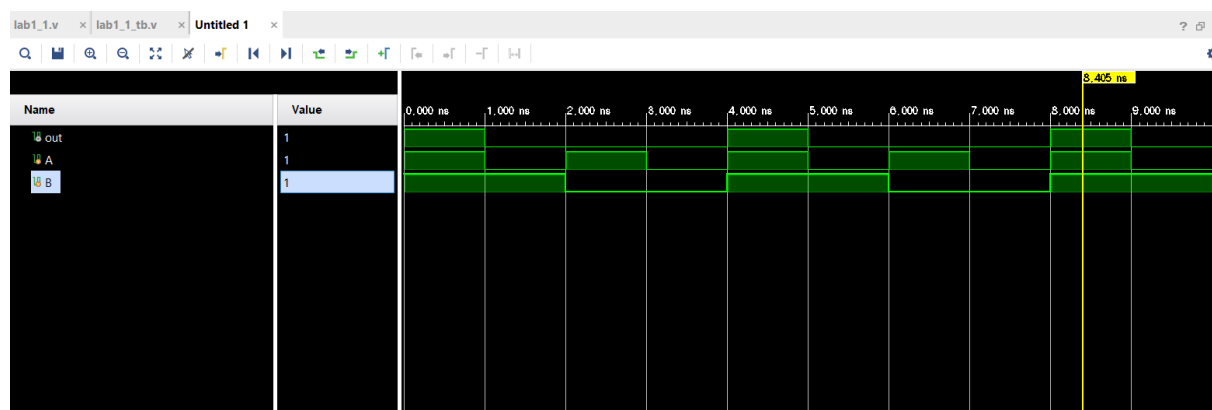 lab1_1.v × lab1_1_tb.v × Untitled 1 ×
?
8.405 ns
Name Value 0.000 ns 1.000 ns 2.000 ns 3.000 ns 4.000 ns 5.000 ns 6.000 ns 7.000 ns 8.000 ns 9.000 ns
out 1
A 1
B 1